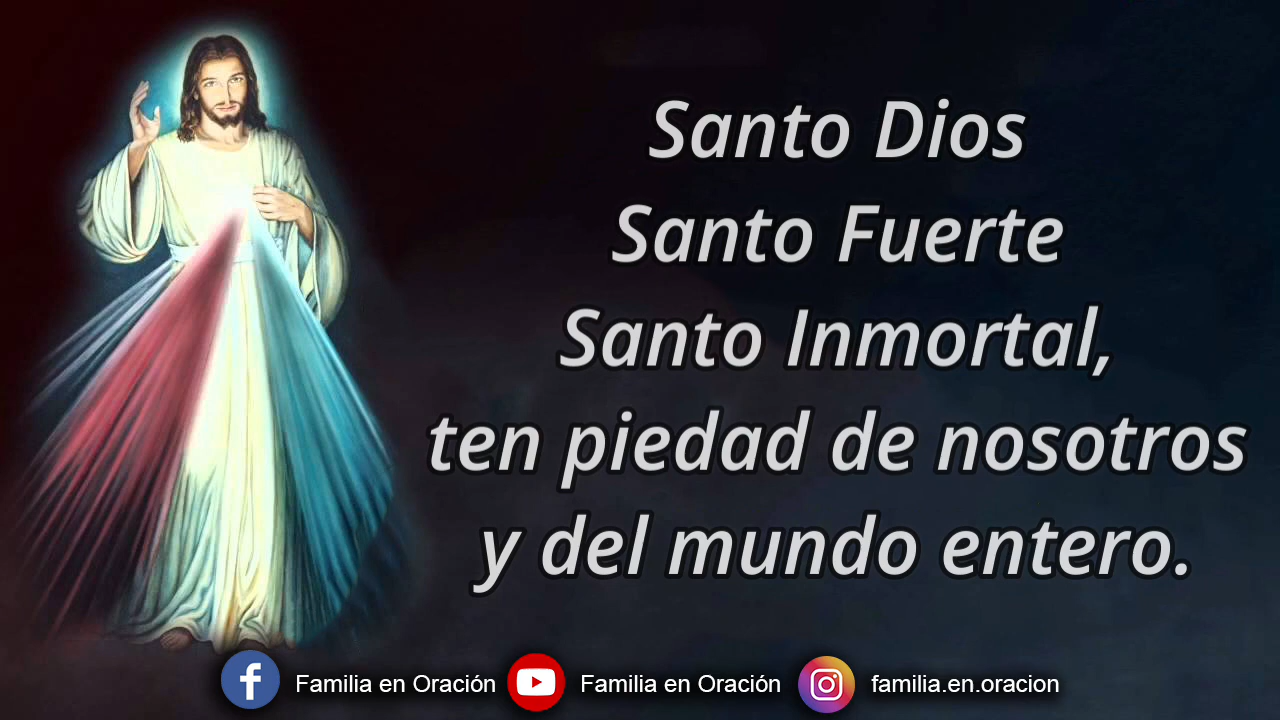 Santo Dios
Santo Fuerte
Santo Inmortal,
ten piedad de nosotros
y del mundo entero.
Familia en Oración Familia en Oración familia.en.oracion